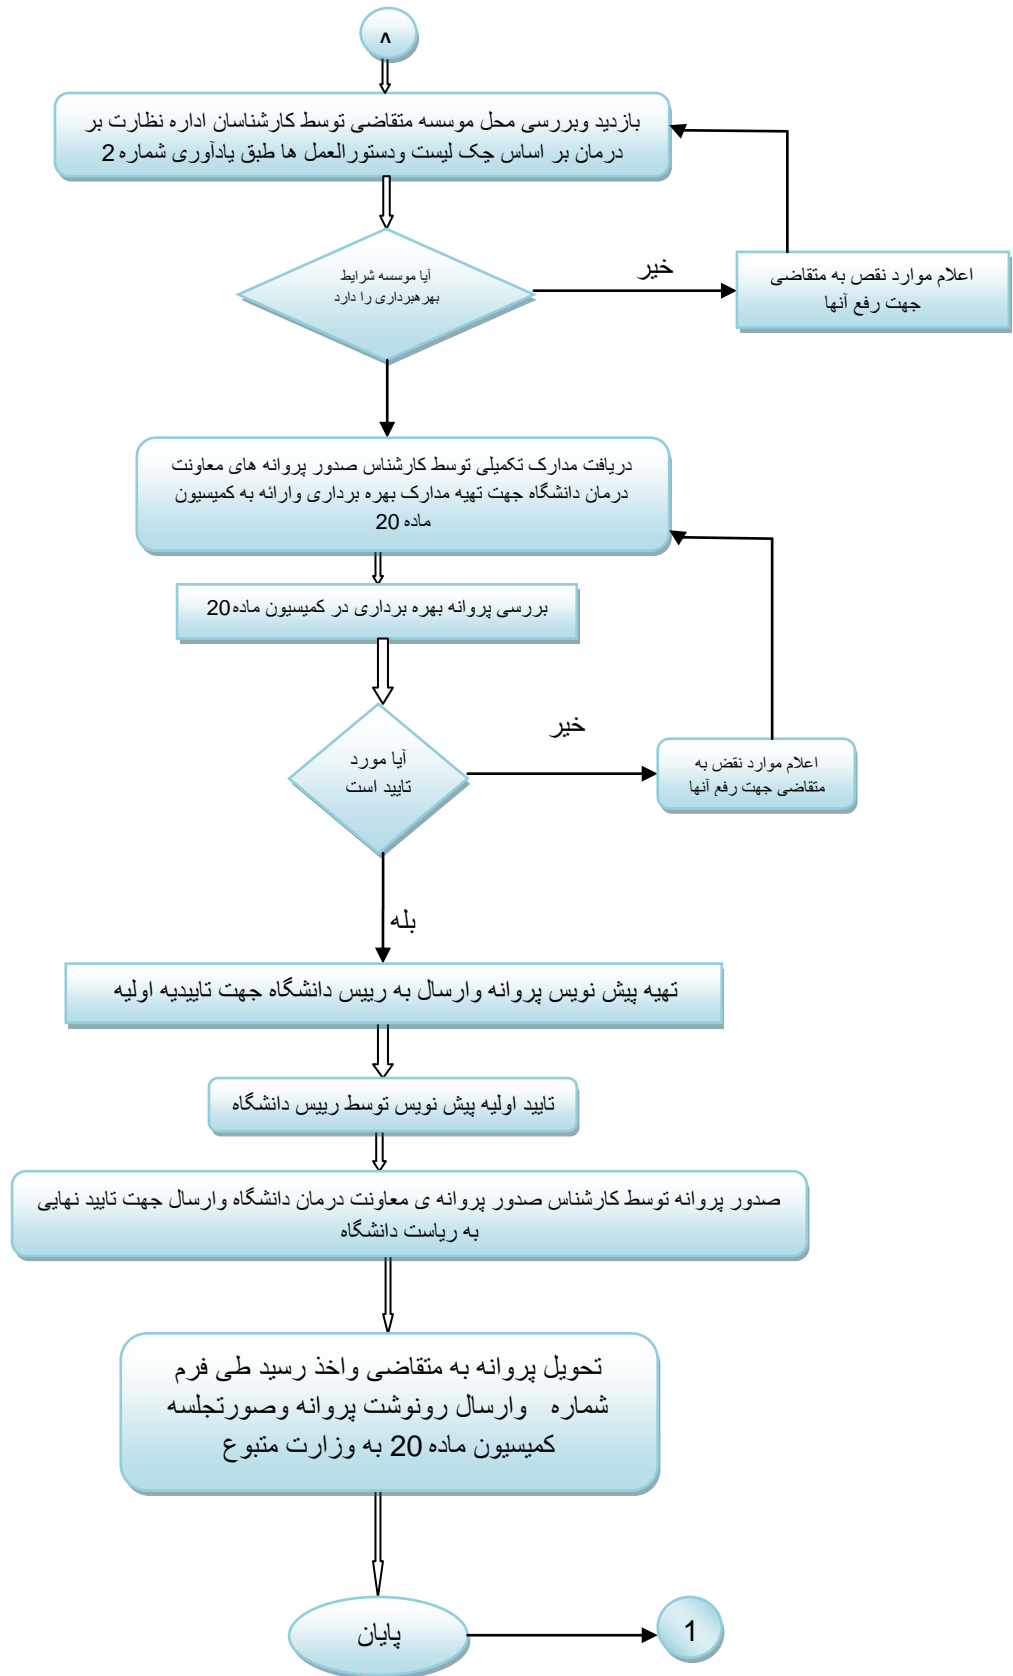 ۸
بازدید وبررسی محل موسسه متقاضی توسط کارشناسان اداره نظارت بر
درمان بر اساس چک لیست ودستورالعمل ها طبق یادآوری شماره 2
آیا موسسه شرایط
بهرهبرداری را دارد
خیر
اعلام موارد نقص به متقاضی
جهت رفع آنها
دریافت مدارک تکمیلی توسط کارشناس صدور پروانه های معاونت
درمان دانشگاه جهت تهیه مدارک بهره برداری وارائه به کمیسیون
ماده 20
بررسی پروانه بهره برداری در کمیسیون ماده20
آیا مورد
تایید است
خیر
اعلام موارد نقض به
متقاضی جهت رفع آنها
بله
تهیه پیش نویس پروانه وارسال به رییس دانشگاه جهت تاییدیه اولیه
تایید اولیه پیش نویس توسط رییس دانشگاه
صدور پروانه توسط کارشناس صدور پروانه ی معاونت درمان دانشگاه وارسال جهت تایید نهایی
به ریاست دانشگاه
تحویل پروانه به متقاضی واخذ رسید طی فرم
شماره وارسال رونوشت پروانه وصورتجلسه
کمیسیون ماده 20 به وزارت متبوع
پایان
1